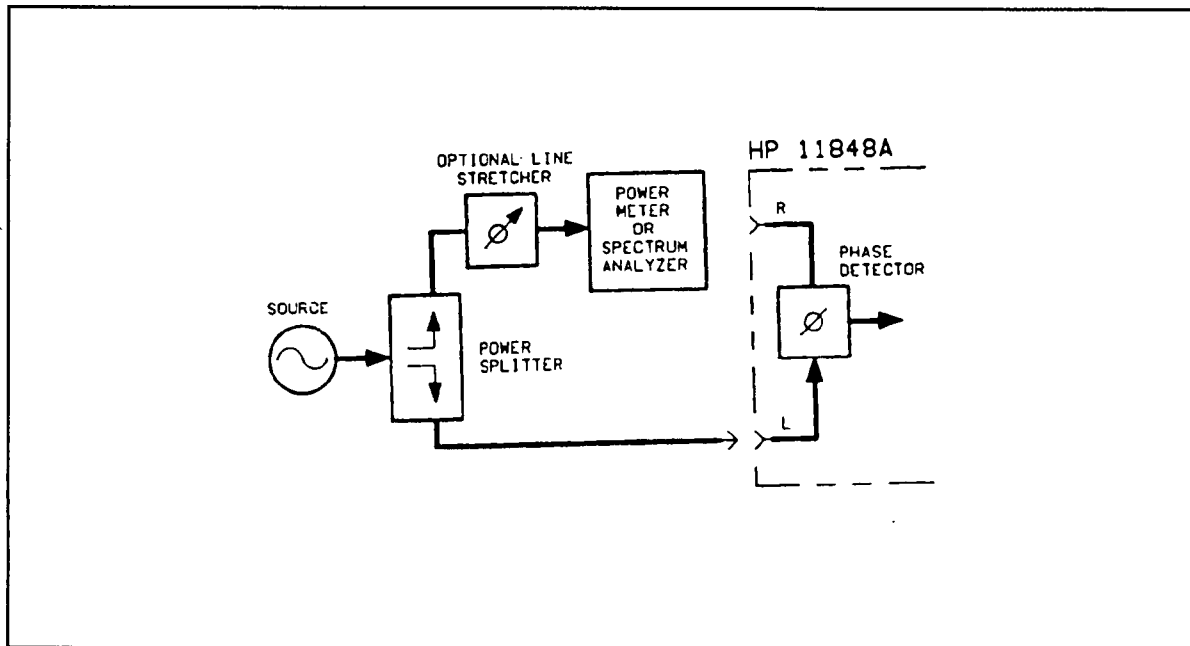 OPTIONAL LINE
STRETCHER
HP 11848A
POWER
METER
OR
SPECTRUM
ANALYZER
R
PHASE
DETECTOR
SOURCE
POWER
SPLITTER
L